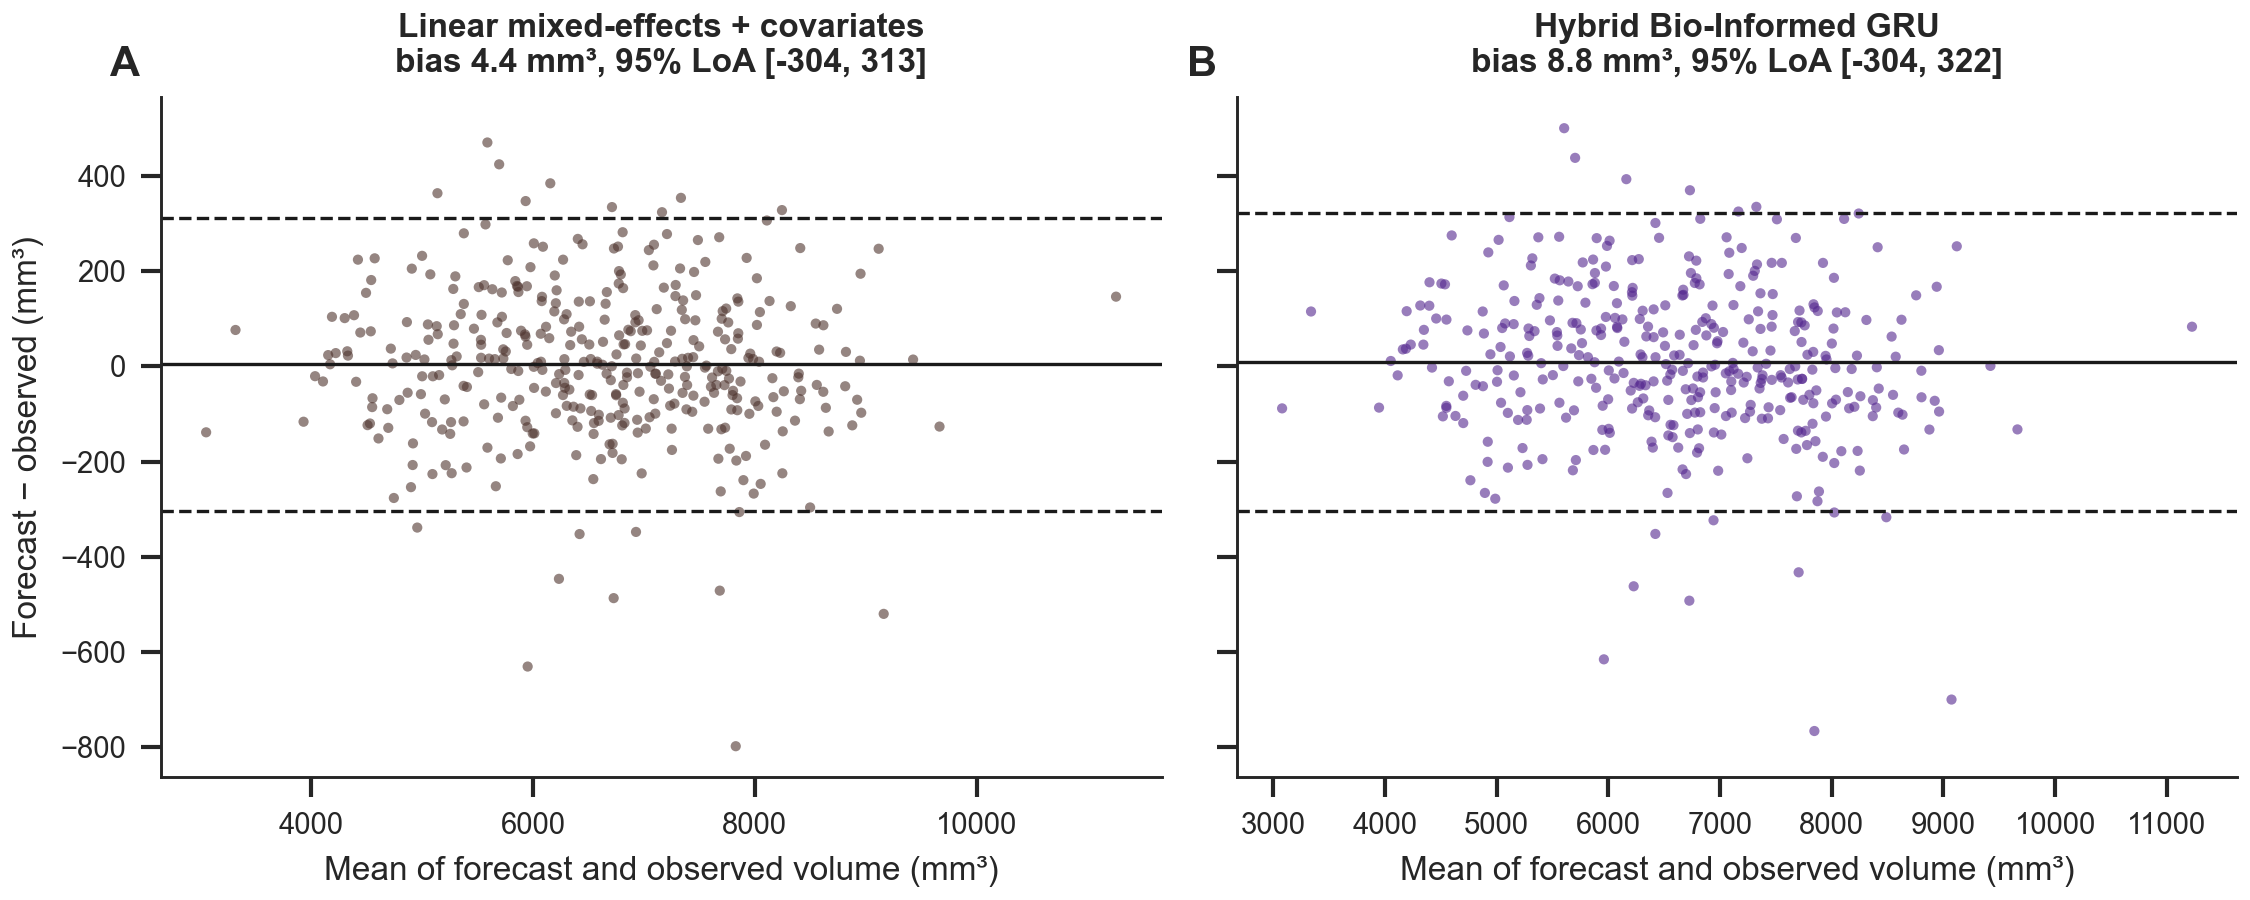 A
Linear mixed-effects + covariates
bias 4.4 mm³, 95% LoA [-304, 313]
Forecast − observed (mm³)
400
200
0
−200
−400
−600
−800
4000 6000 8000 10000
Mean of forecast and observed volume (mm³)
B
Hybrid Bio-Informed GRU
bias 8.8 mm³, 95% LoA [-304, 322]
3000 4000 5000 6000 7000 8000 9000 10000 11000
Mean of forecast and observed volume (mm³)